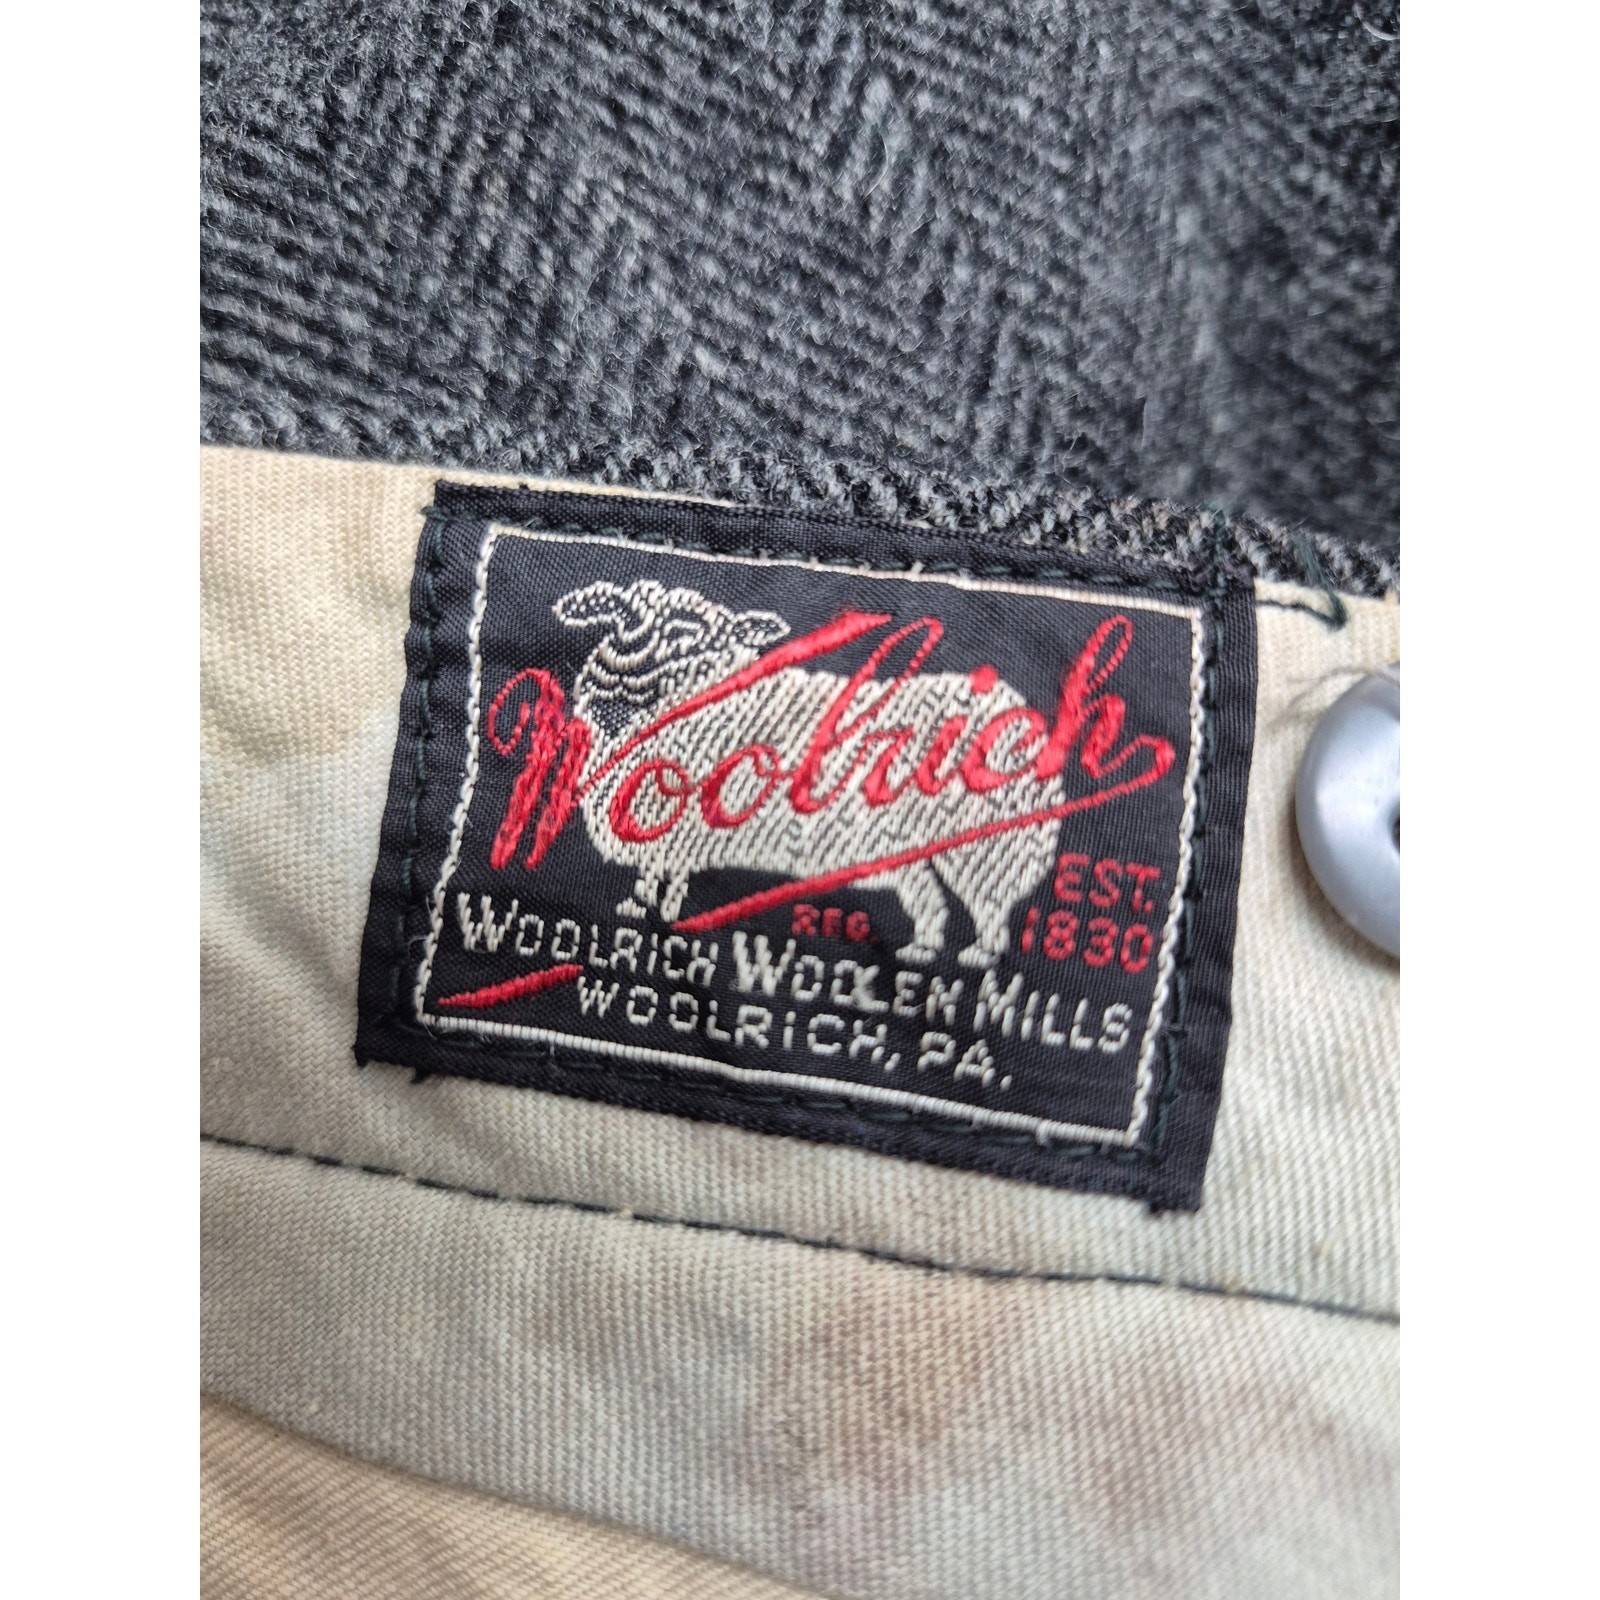 Woolrich
EST.
REG. 1830
WOOLRICH WOOLEN MILLS
WOOLRICH, PA.